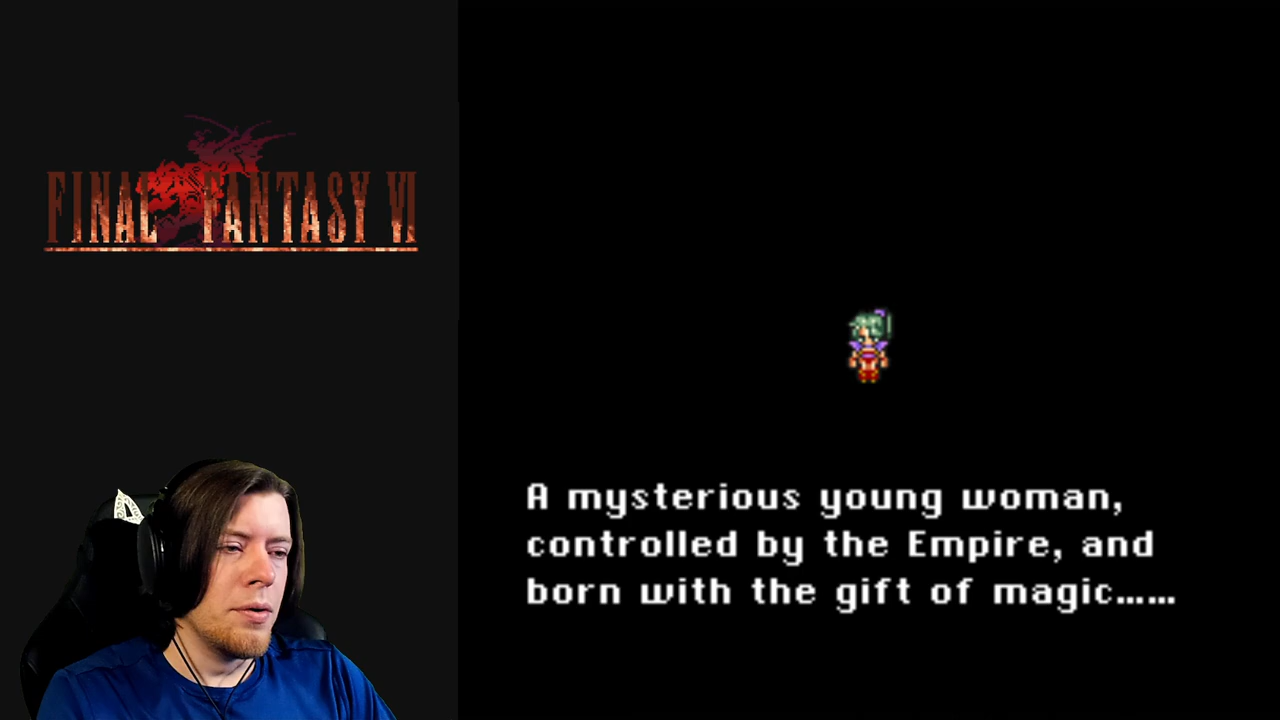 FINAL FANTASY VI
A mysterious young woman,
controlled by the Empire, and
born with the gift of magic……